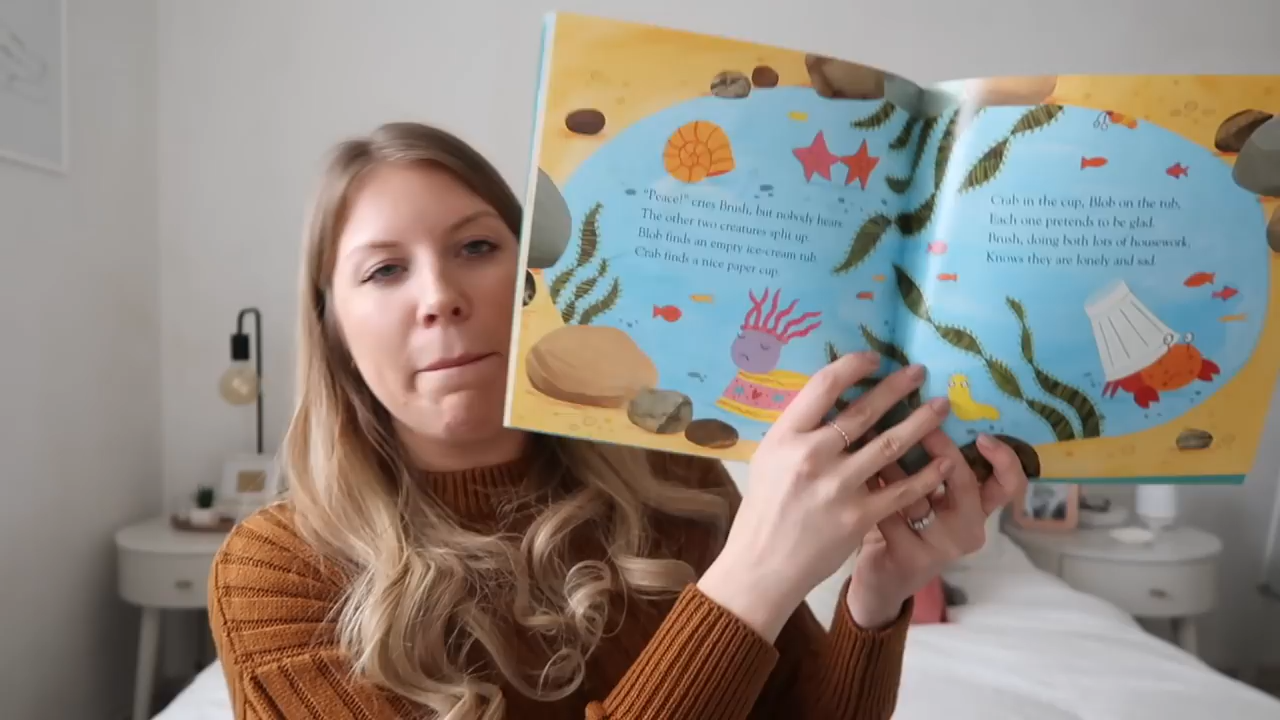 "Peace!" cries Brush, but nobody hears.
The other two creatures split up.
Blob finds an empty ice-cream tub.
Crab finds a nice paper cup.
Crab in the cup, Blob on the tub,
Each one pretends to be glad.
Brush, doing both lots of housework,
Knows they are lonely and sad.